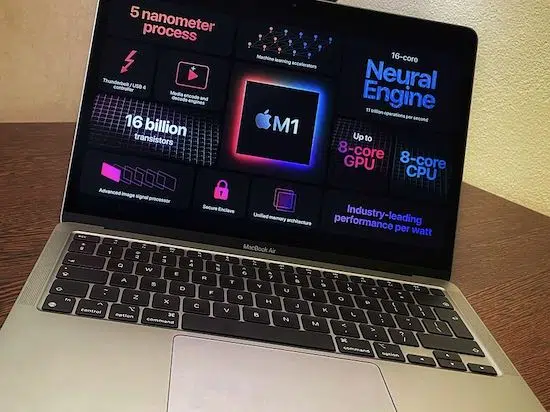 5 nanometer
process
Machine learning accelerators
16-core
Neural
Engine
11 trillion operations per second
Thunderbolt / USB 4
controller
Media encode and
decode engines
M1
16 billion
transistors
Up to
8-core
GPU
8-core
CPU
Advanced image signal processor
Secure Enclave
Unified memory architecture
Industry-leading
performance per watt
MacBook Air
Q W E R T Y U I O P
A S D F G H J K L
Z X C V B N M
fn control option command command option